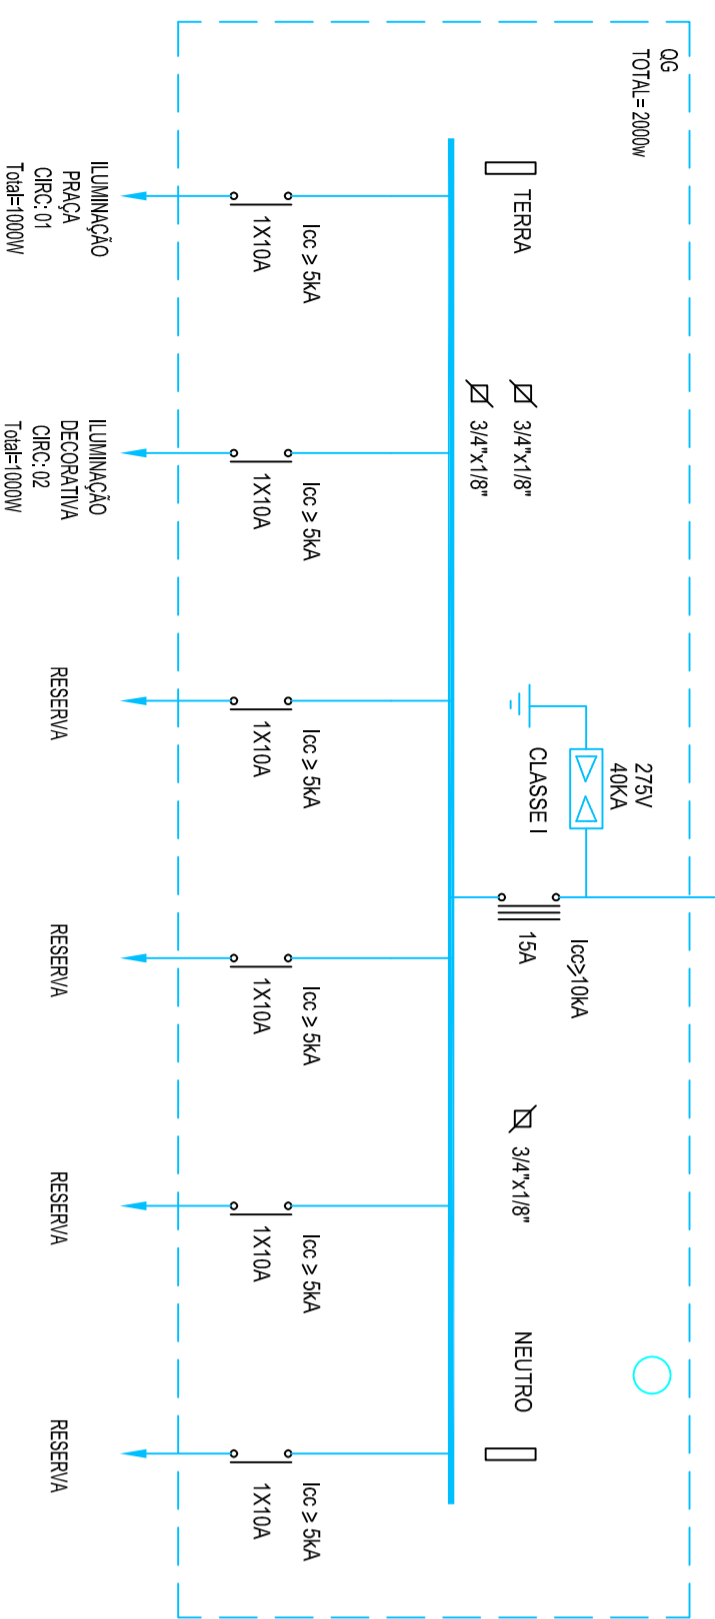 QG
TOTAL= 2000w
275V
40KA
CLASSE I
Icc≥10kA
15A
TERRA
3/4"x1/8"
3/4"x1/8"
3/4"x1/8"
NEUTRO
Icc ≥ 5kA
1X10A
Icc ≥ 5kA
1X10A
Icc ≥ 5kA
1X10A
Icc ≥ 5kA
1X10A
Icc ≥ 5kA
1X10A
Icc ≥ 5kA
1X10A
ILUMINAÇÃO
PRAÇA
CIRC: 01
Total=1000W
ILUMINAÇÃO
DECORATIVA
CIRC: 02
Total=1000W
RESERVA
RESERVA
RESERVA
RESERVA